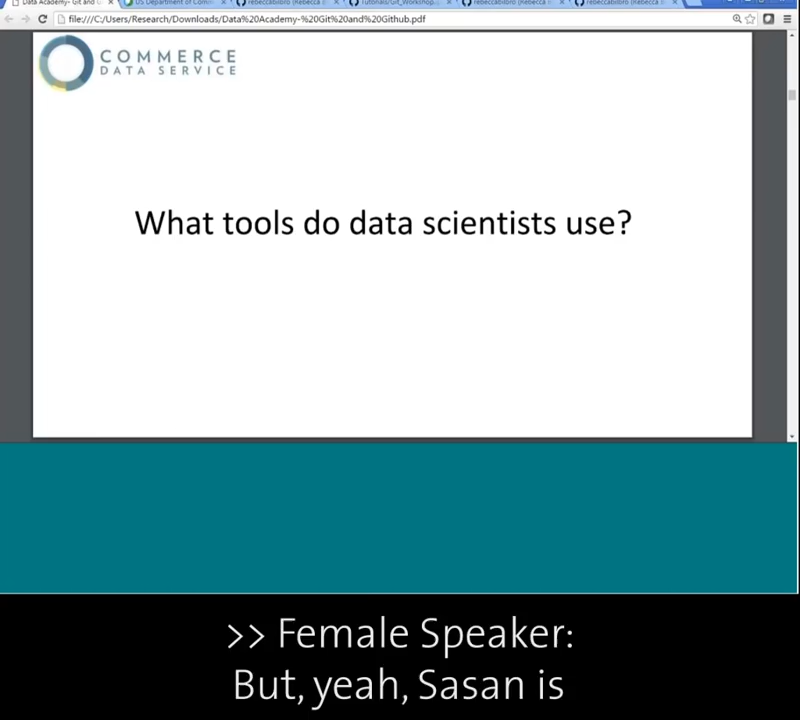 Data Academy- Git and G
US Department of Comm
rebeccabilbro (Rebecca B
Tutorials/Git_Workshop
rebeccabilbro (Rebecca B
rebeccabilbro (Rebecca B
file:///C:/Users/Research/Downloads/Data%20Academy-%20Git%20and%20Github.pdf
COMMERCE
DATA SERVICE
What tools do data scientists use?
>> Female Speaker:
But, yeah, Sasan is